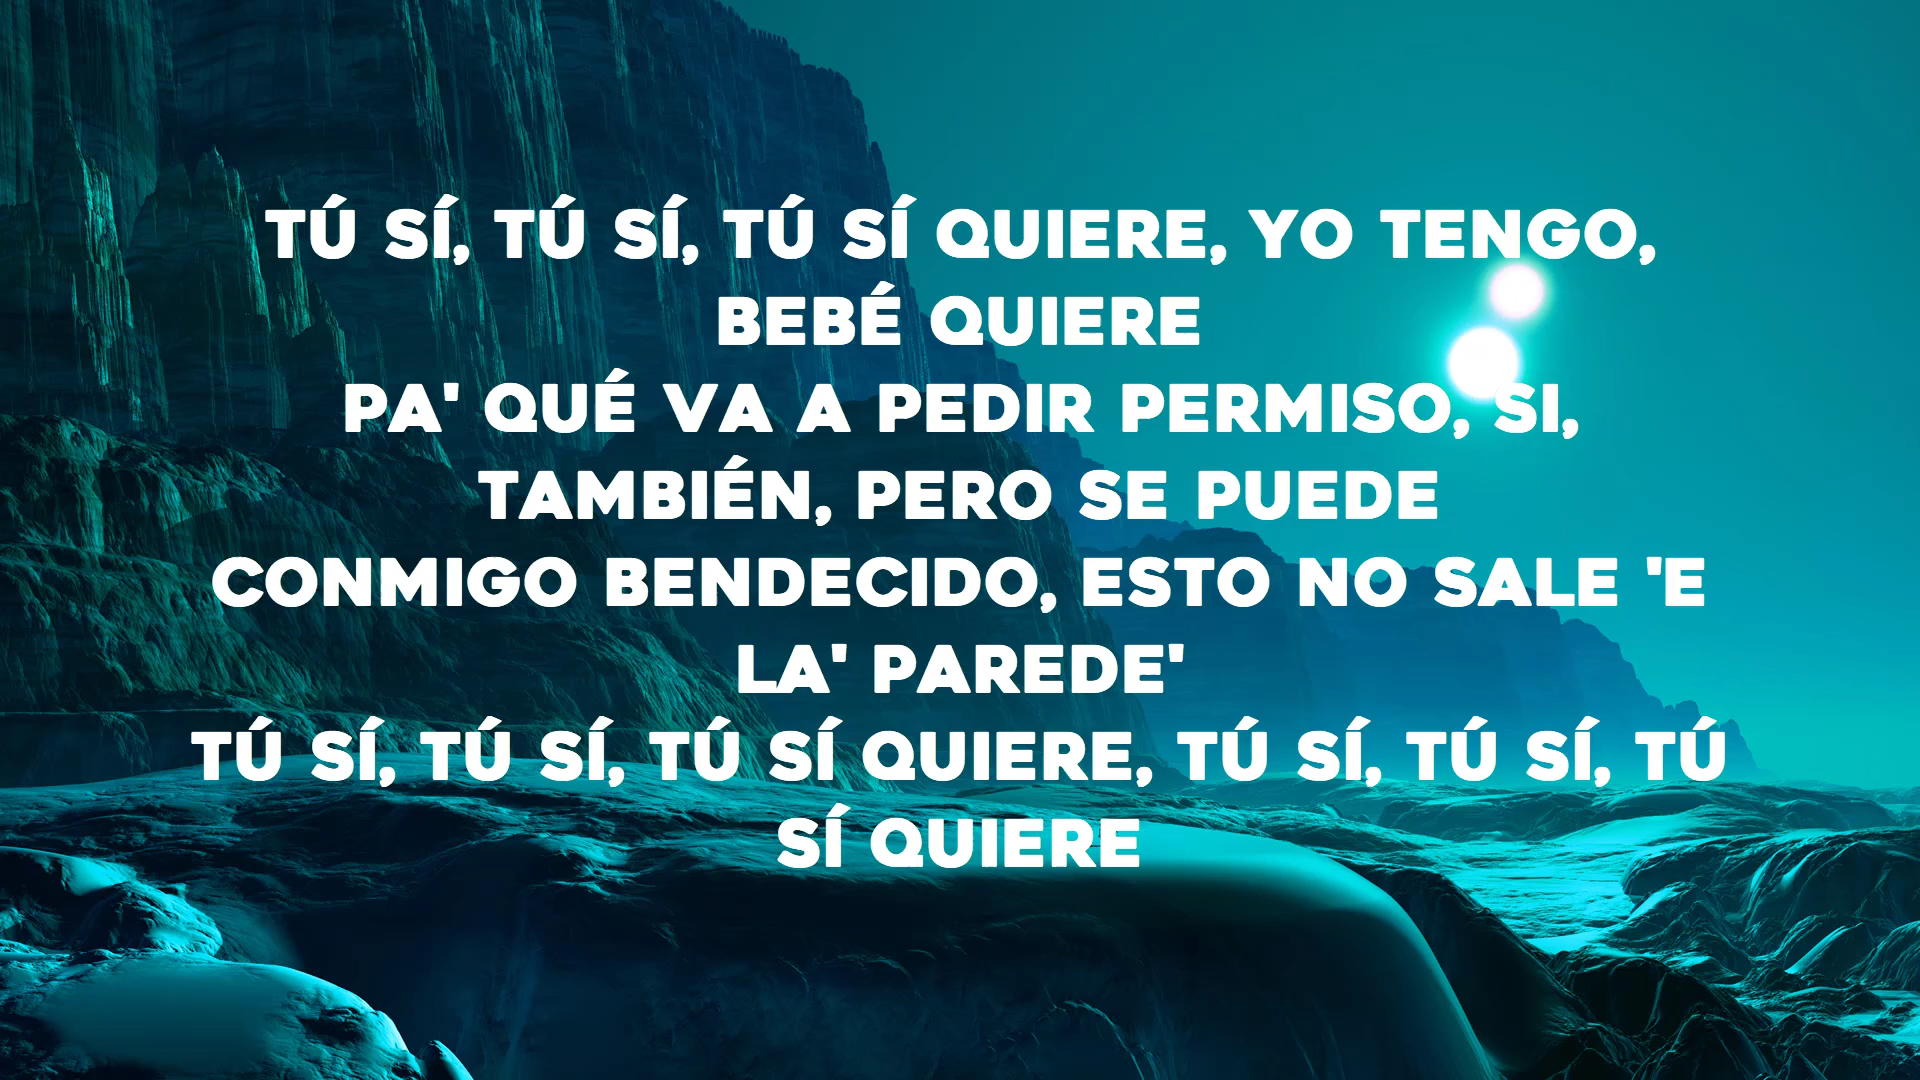 TÚ SÍ, TÚ SÍ, TÚ SÍ QUIERE, YO TENGO,
BEBÉ QUIERE
PA' QUÉ VA A PEDIR PERMISO, SI,
TAMBIÉN, PERO SE PUEDE
CONMIGO BENDECIDO, ESTO NO SALE 'E
LA' PAREDE'
TÚ SÍ, TÚ SÍ, TÚ SÍ QUIERE, TÚ SÍ, TÚ SÍ, TÚ
SÍ QUIERE